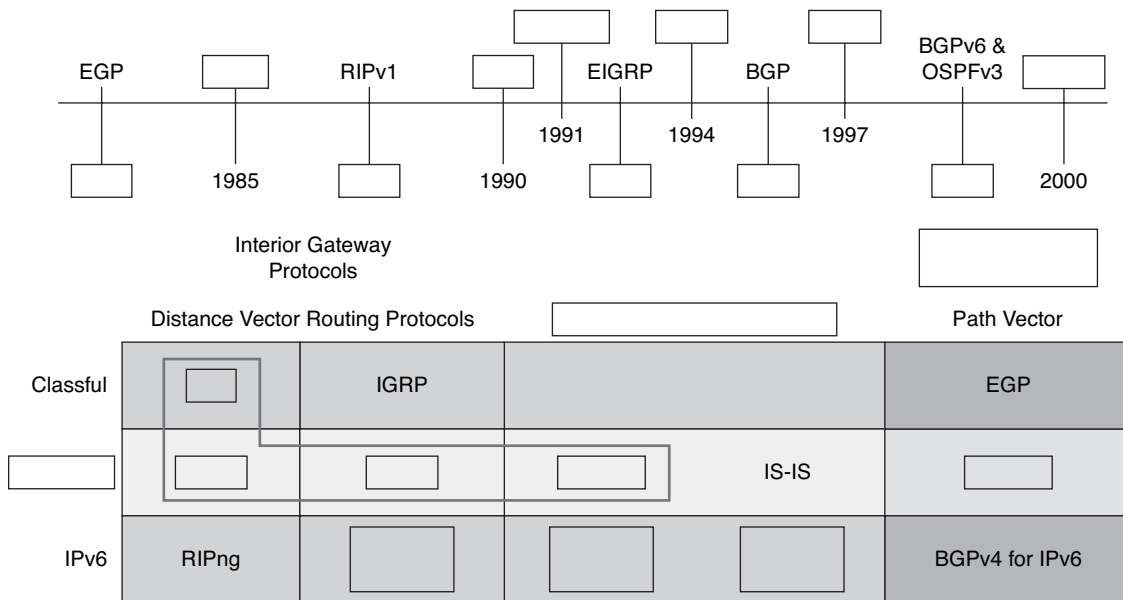 EGP
RIPv1
EIGRP
BGP
BGPv6 &
OSPFv3
1991
1994
1997
1985
1990
2000
Interior Gateway
Protocols
Distance Vector Routing Protocols
Path Vector
Classful
IGRP
EGP
IS-IS
IPv6
RIPng
BGPv4 for IPv6